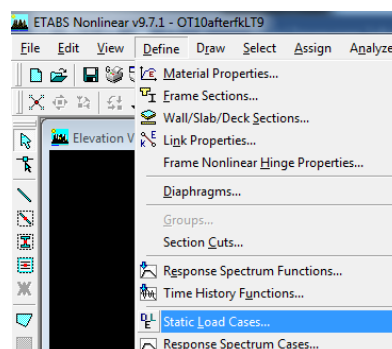 ETABS Nonlinear v9.7.1 - OT10afterfkLT9
File Edit View Define Draw Select Assign Analyze
Material Properties...
Frame Sections...
Wall/Slab/Deck Sections...
Link Properties...
Frame Nonlinear Hinge Properties...
Elevation V
Diaphragms...
Groups...
Section Cuts...
Response Spectrum Functions...
Time History Functions...
Static Load Cases...
Response Spectrum Cases...